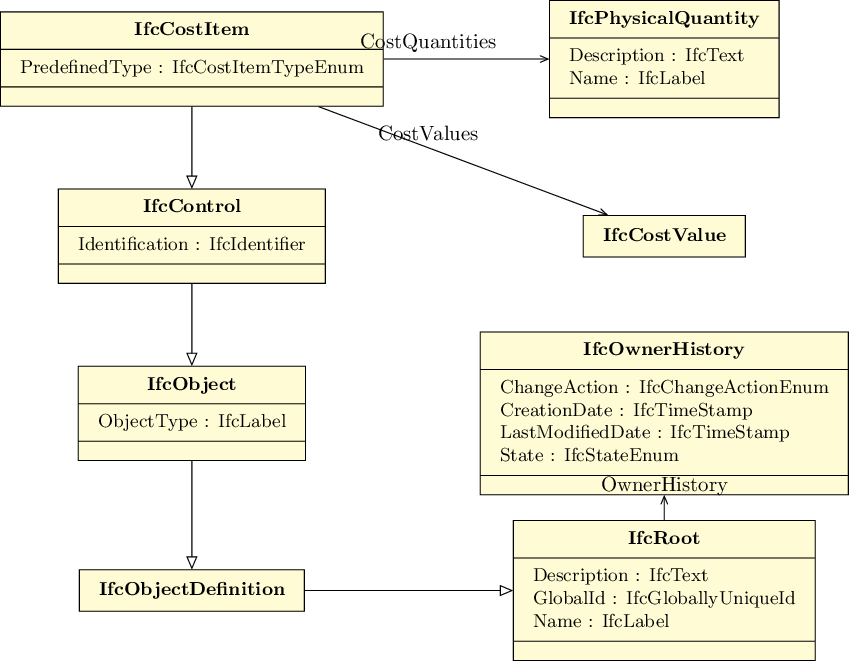 IfcCostItem
PredefinedType : IfcCostItemTypeEnum
CostQuantities
IfcPhysicalQuantity
Description : IfcText
Name : IfcLabel
CostValues
IfcControl
Identification : IfcIdentifier
IfcCostValue
IfcObject
ObjectType : IfcLabel
IfcOwnerHistory
ChangeAction : IfcChangeActionEnum
CreationDate : IfcTimeStamp
LastModifiedDate : IfcTimeStamp
State : IfcStateEnum
OwnerHistory
IfcObjectDefinition
IfcRoot
Description : IfcText
GlobalId : IfcGloballyUniqueId
Name : IfcLabel